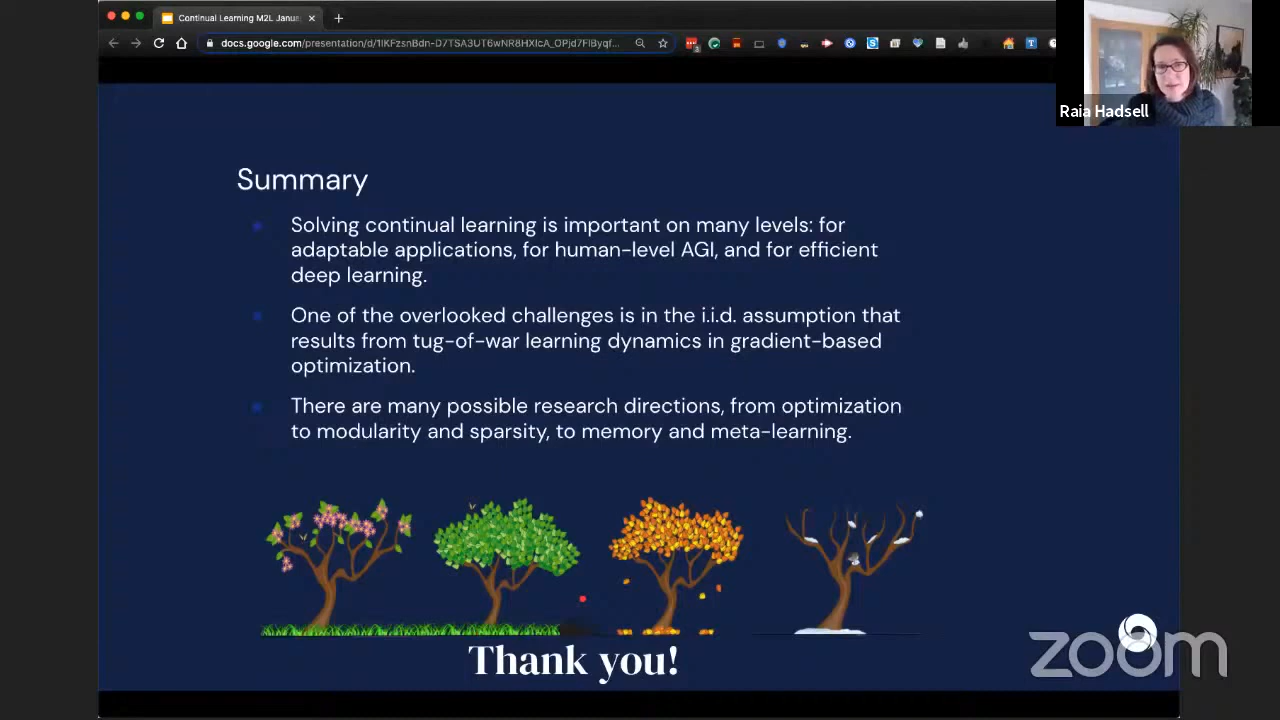 Continual Learning M2L Janu
docs.google.com/presentation/d/1IKFzsnBdn-D7TSA3UT6wNR8HXIcA_OPjd7FIByqf...
Raia Hadsell
Summary
Solving continual learning is important on many levels: for
adaptable applications, for human-level AGI, and for efficient
deep learning.
One of the overlooked challenges is in the i.i.d. assumption that
results from tug-of-war learning dynamics in gradient-based
optimization.
There are many possible research directions, from optimization
to modularity and sparsity, to memory and meta-learning.
Thank you!
zoom